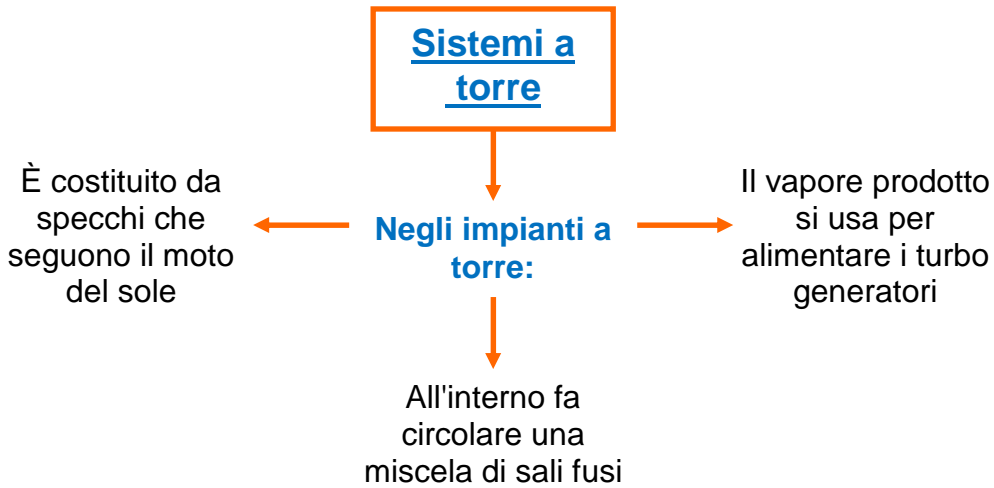 Sistemi a
torre
È costituito da
specchi che
seguono il moto
del sole
Negli impianti a
torre:
Il vapore prodotto
si usa per
alimentare i turbo
generatori
All'interno fa
circolare una
miscela di sali fusi